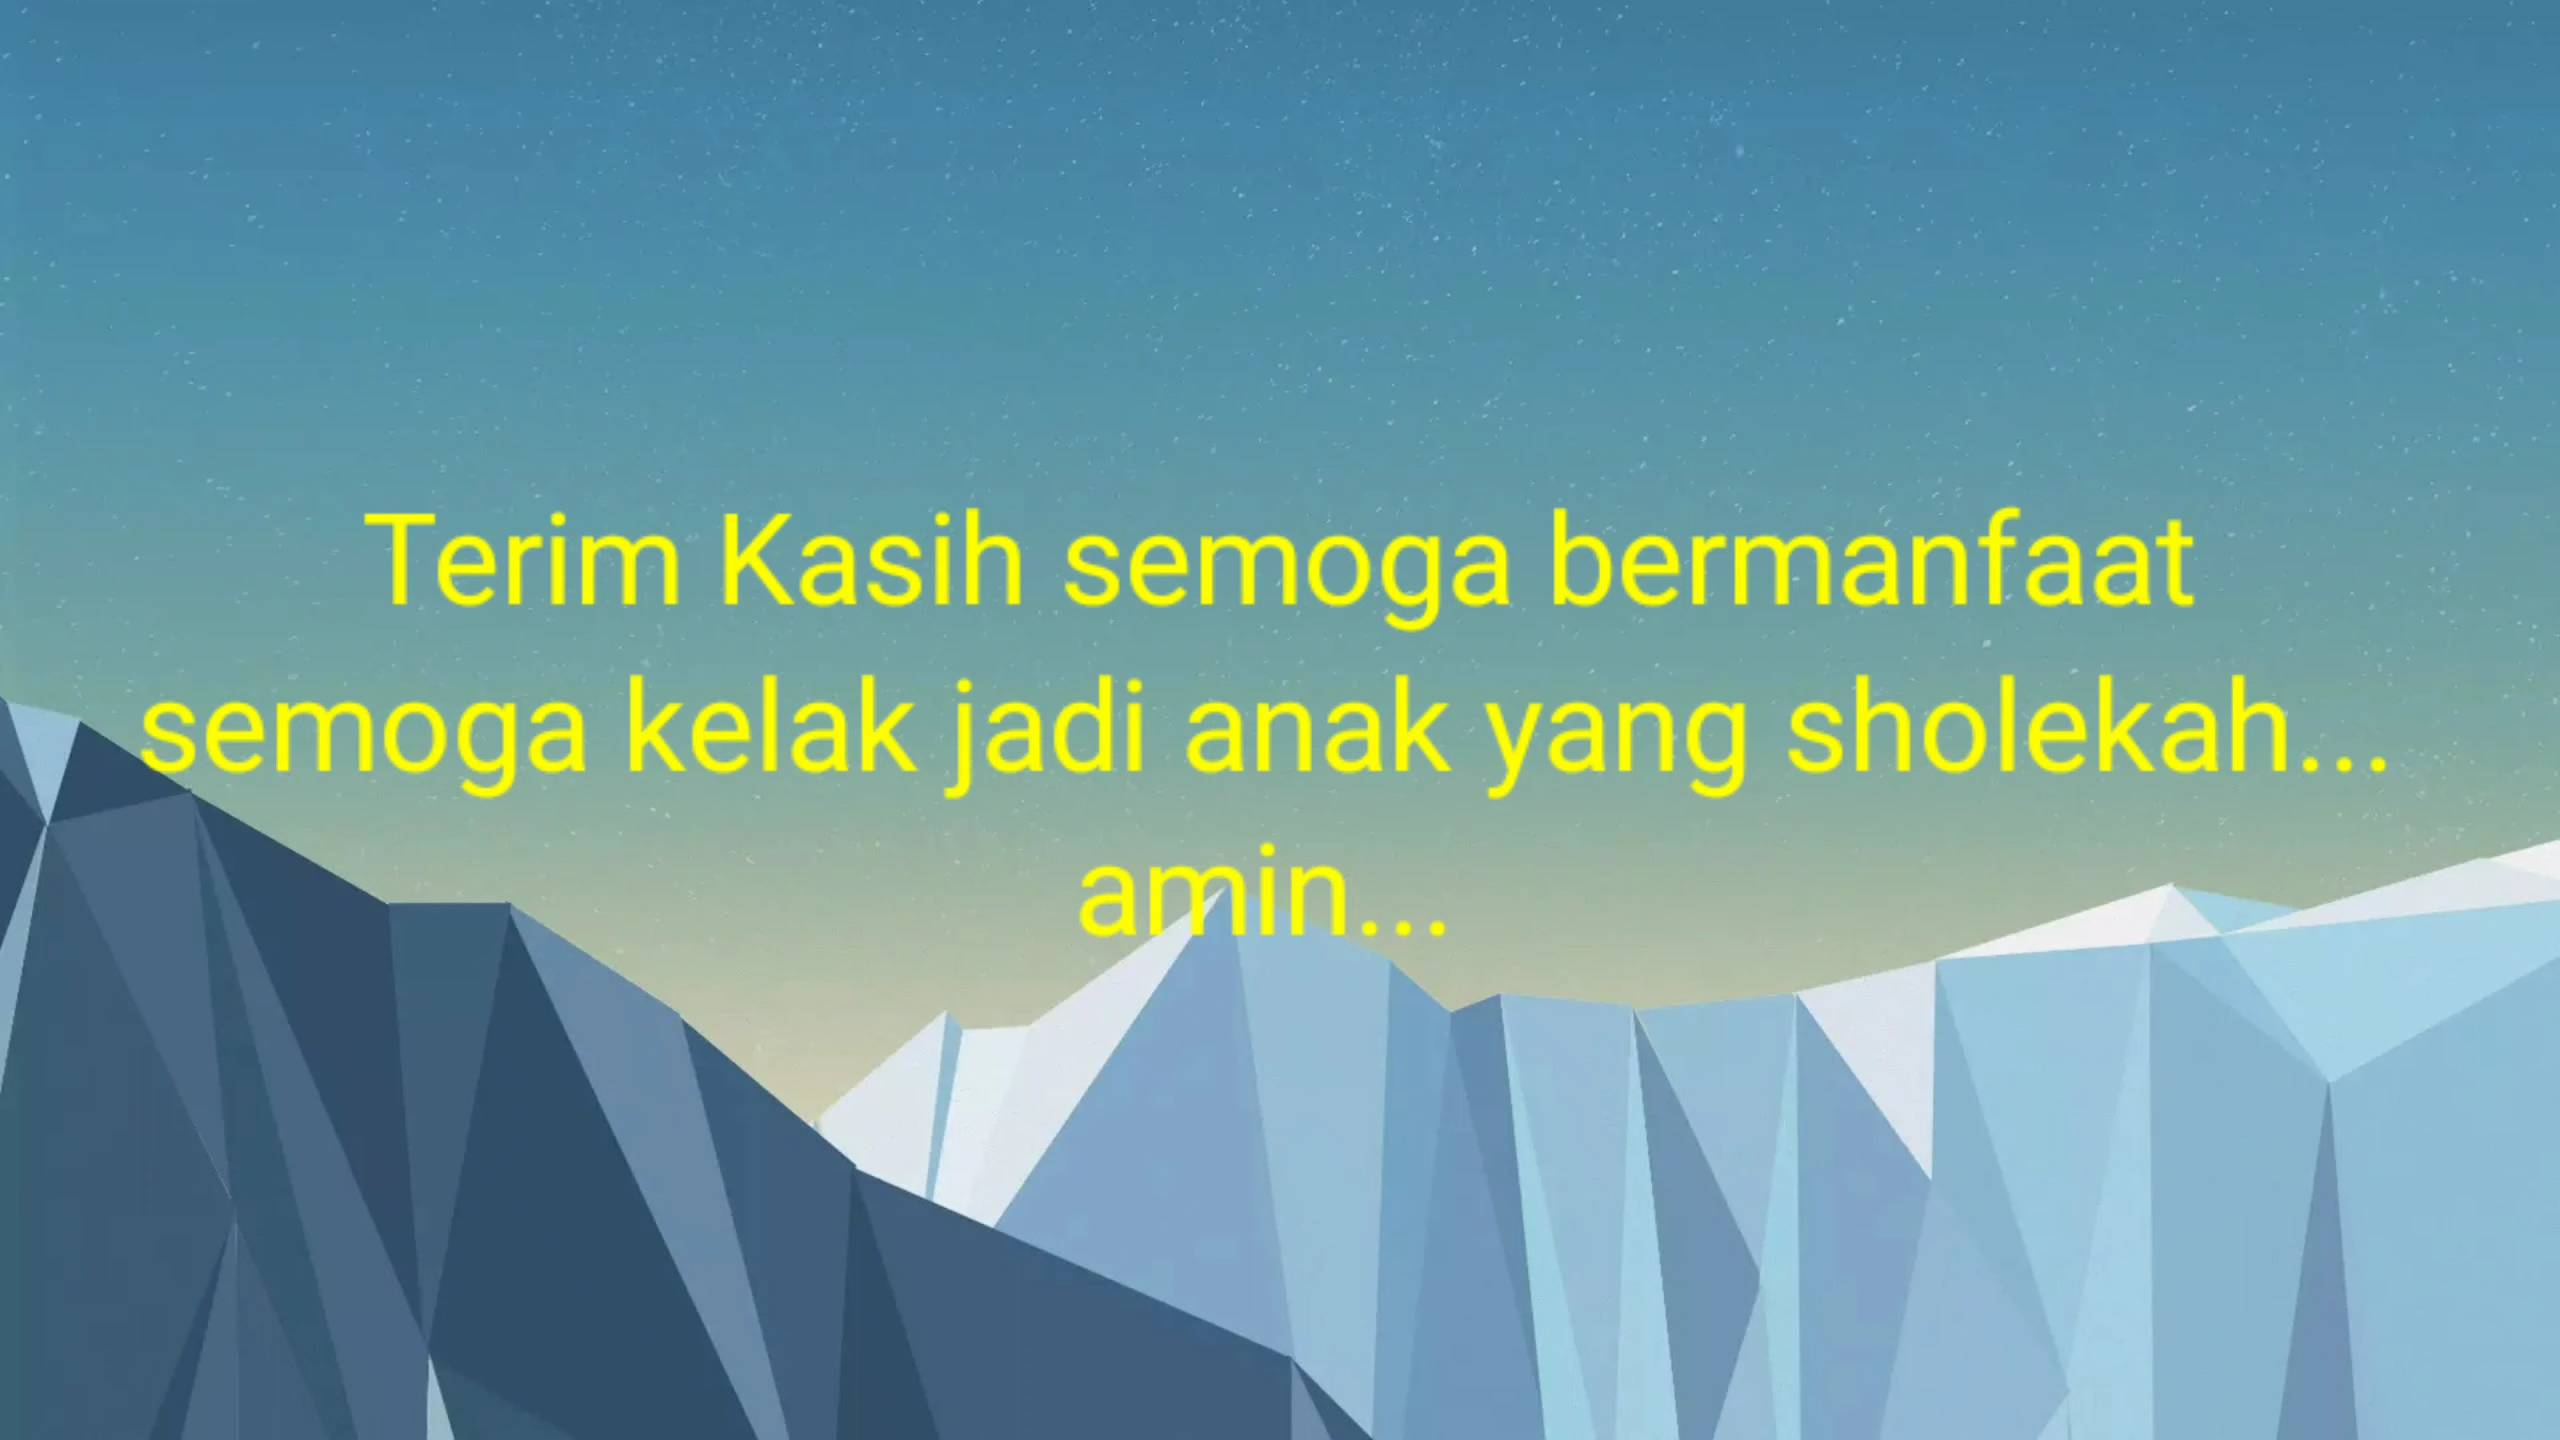 Terim Kasih semoga bermanfaat
semoga kelak jadi anak yang sholekah...
amin...